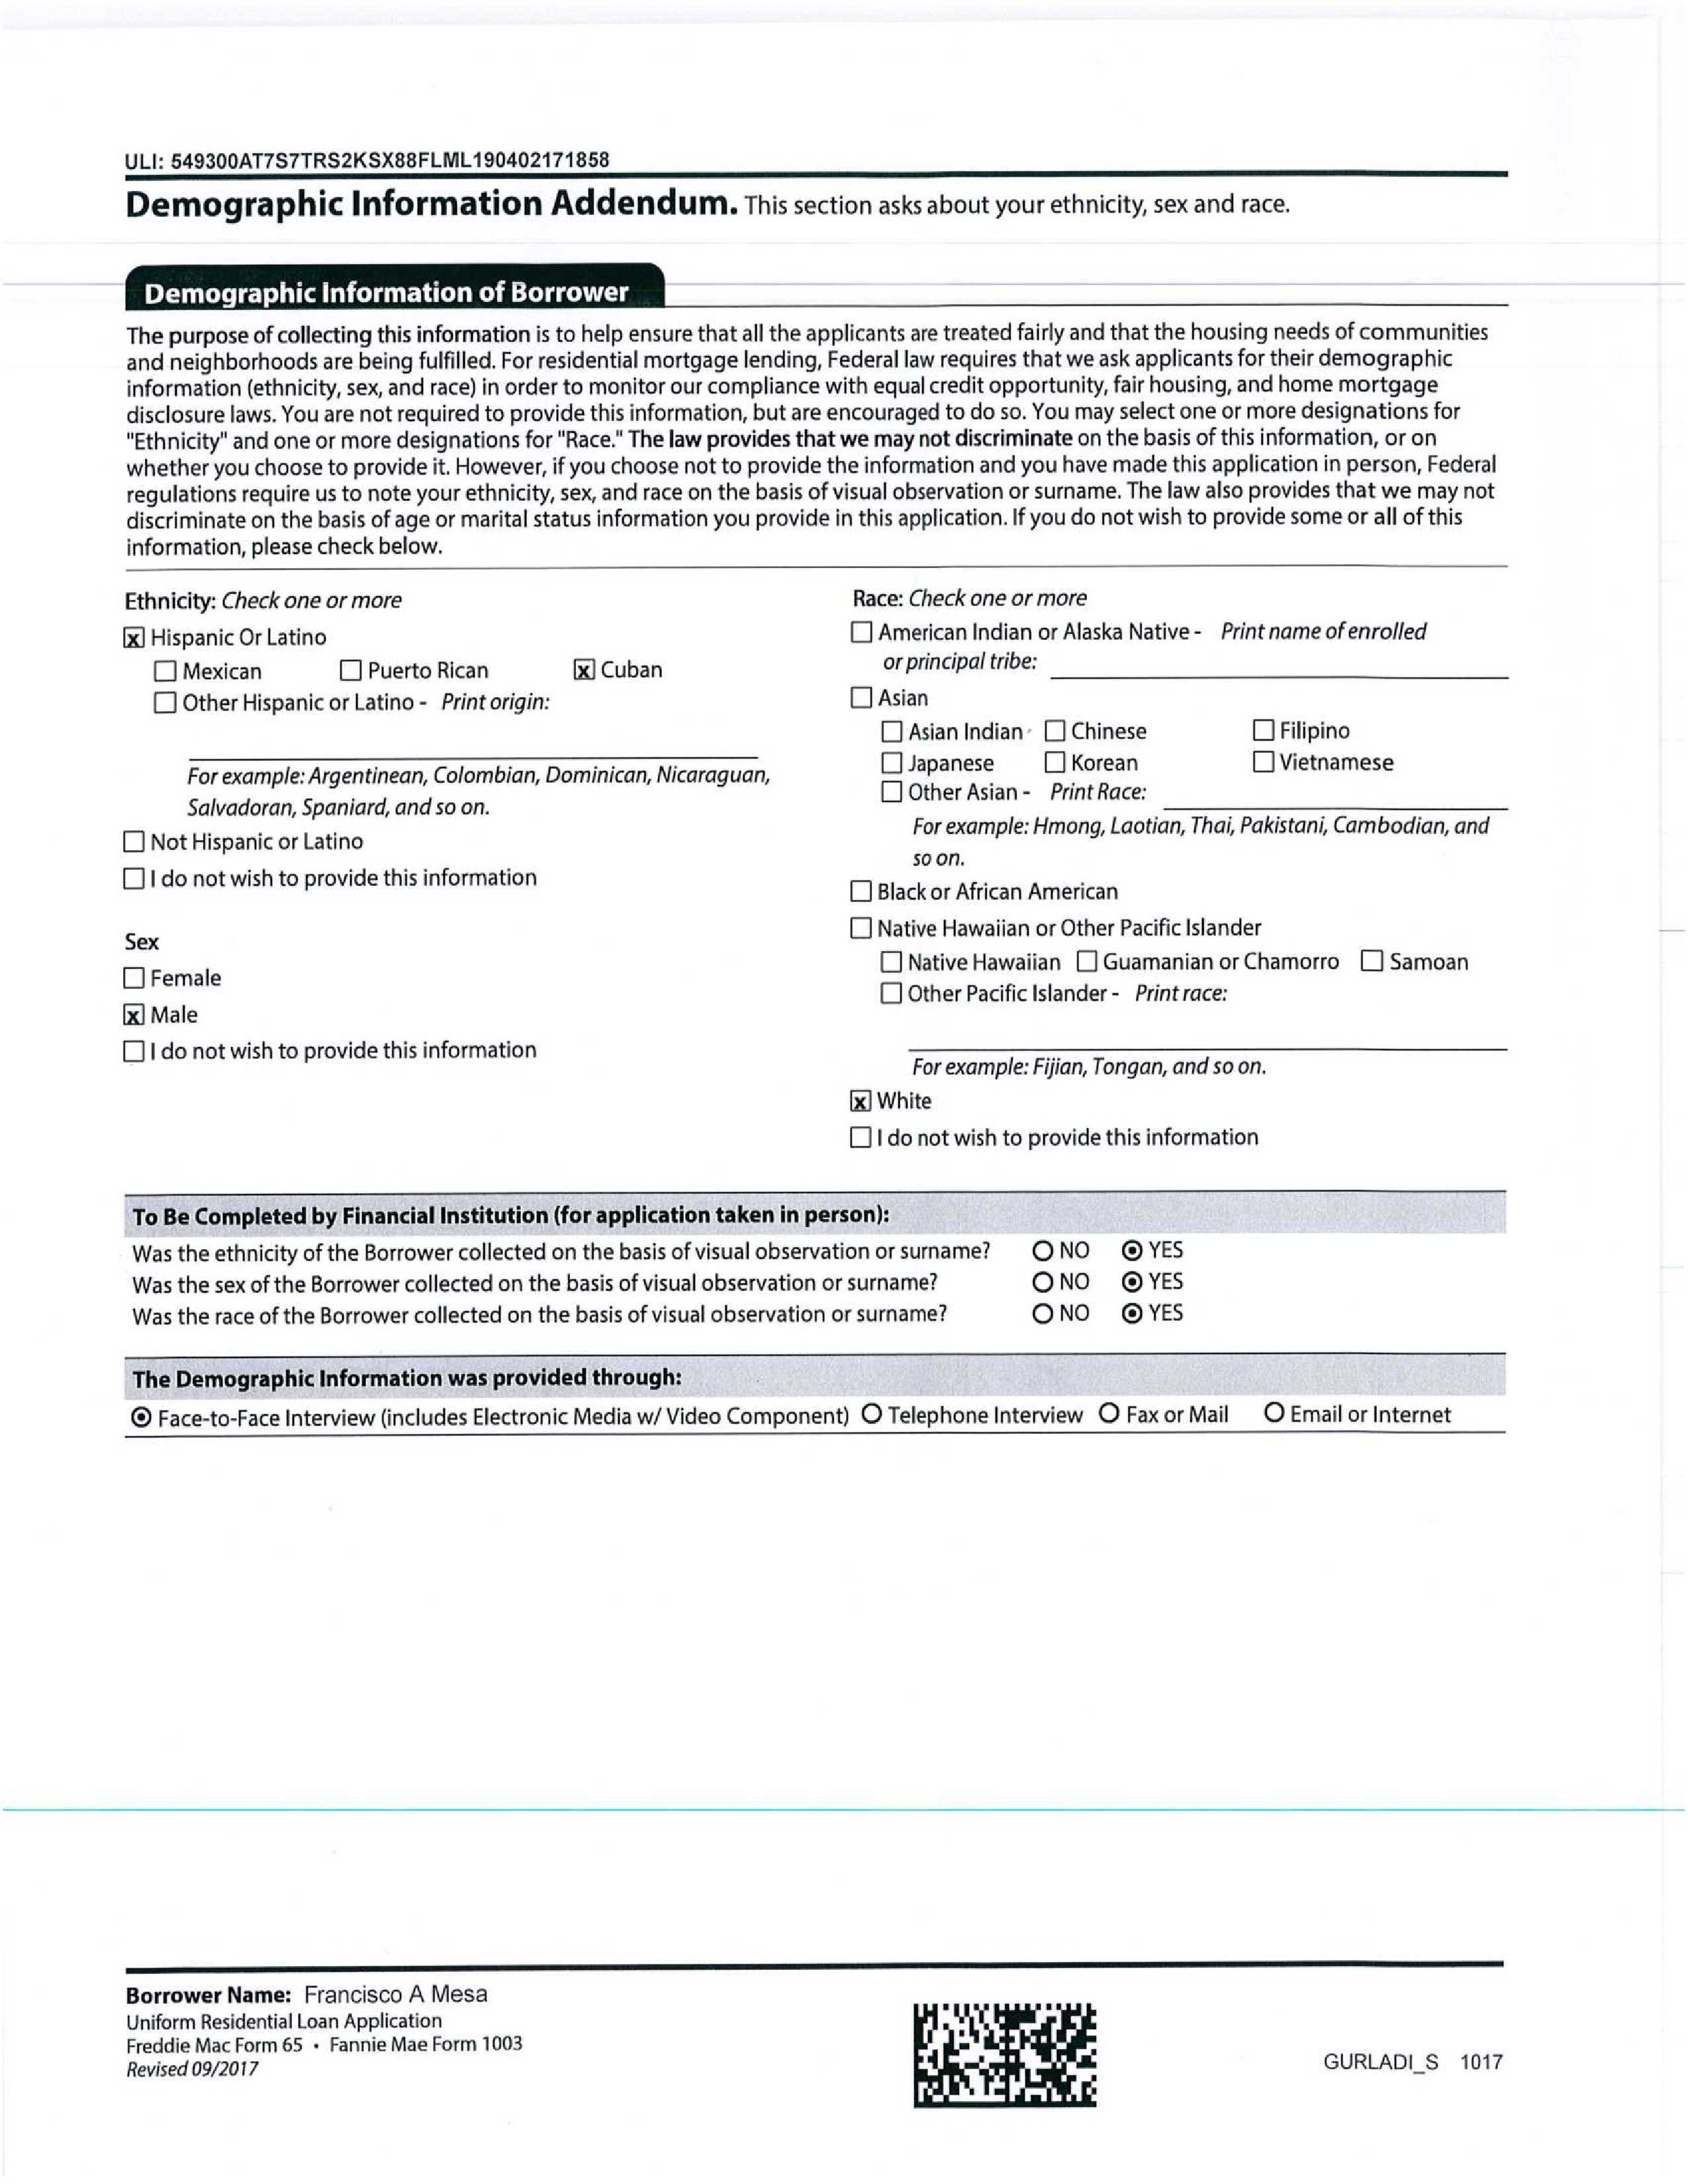 ULI: 549300AT7S7TRS2KSX88FLML190402171858
Demographic Information Addendum. This section asks about your ethnicity, sex and race.
Demographic Information of Borrower
The purpose of collecting this information is to help ensure that all the applicants are treated fairly and that the housing needs of communities
and neighborhoods are being fulfilled. For residential mortgage lending, Federal law requires that we ask applicants for their demographic
information (ethnicity, sex, and race) in order to monitor our compliance with equal credit opportunity, fair housing, and home mortgage
disclosure laws. You are not required to provide this information, but are encouraged to do so. You may select one or more designations for
"Ethnicity" and one or more designations for "Race." The law provides that we may not discriminate on the basis of this information, or on
whether you choose to provide it. However, if you choose not to provide the information and you have made this application in person, Federal
regulations require us to note your ethnicity, sex, and race on the basis of visual observation or surname. The law also provides that we may not
discriminate on the basis of age or marital status information you provide in this application. If you do not wish to provide some or all of this
information, please check below.
Ethnicity: Check one or more
x Hispanic Or Latino
Mexican Puerto Rican x Cuban
Other Hispanic or Latino - Print origin:
For example: Argentinean, Colombian, Dominican, Nicaraguan,
Salvadoran, Spaniard, and so on.
Not Hispanic or Latino
I do not wish to provide this information
Sex
Female
x Male
I do not wish to provide this information
Race: Check one or more
American Indian or Alaska Native - Print name of enrolled
or principal tribe:
Asian
Asian Indian Chinese Filipino
Japanese Korean Vietnamese
Other Asian - Print Race:
For example: Hmong, Laotian, Thai, Pakistani, Cambodian, and
so on.
Black or African American
Native Hawaiian or Other Pacific Islander
Native Hawaiian Guamanian or Chamorro Samoan
Other Pacific Islander - Print race:
For example: Fijian, Tongan, and so on.
x White
I do not wish to provide this information
To Be Completed by Financial Institution (for application taken in person):
Was the ethnicity of the Borrower collected on the basis of visual observation or surname? NO YES
Was the sex of the Borrower collected on the basis of visual observation or surname? NO YES
Was the race of the Borrower collected on the basis of visual observation or surname? NO YES
The Demographic Information was provided through:
Face-to-Face Interview (includes Electronic Media w/ Video Component) Telephone Interview Fax or Mail Email or Internet
Borrower Name: Francisco A Mesa
Uniform Residential Loan Application
Freddie Mac Form 65 • Fannie Mae Form 1003
Revised 09/2017
GURLADI_S 1017